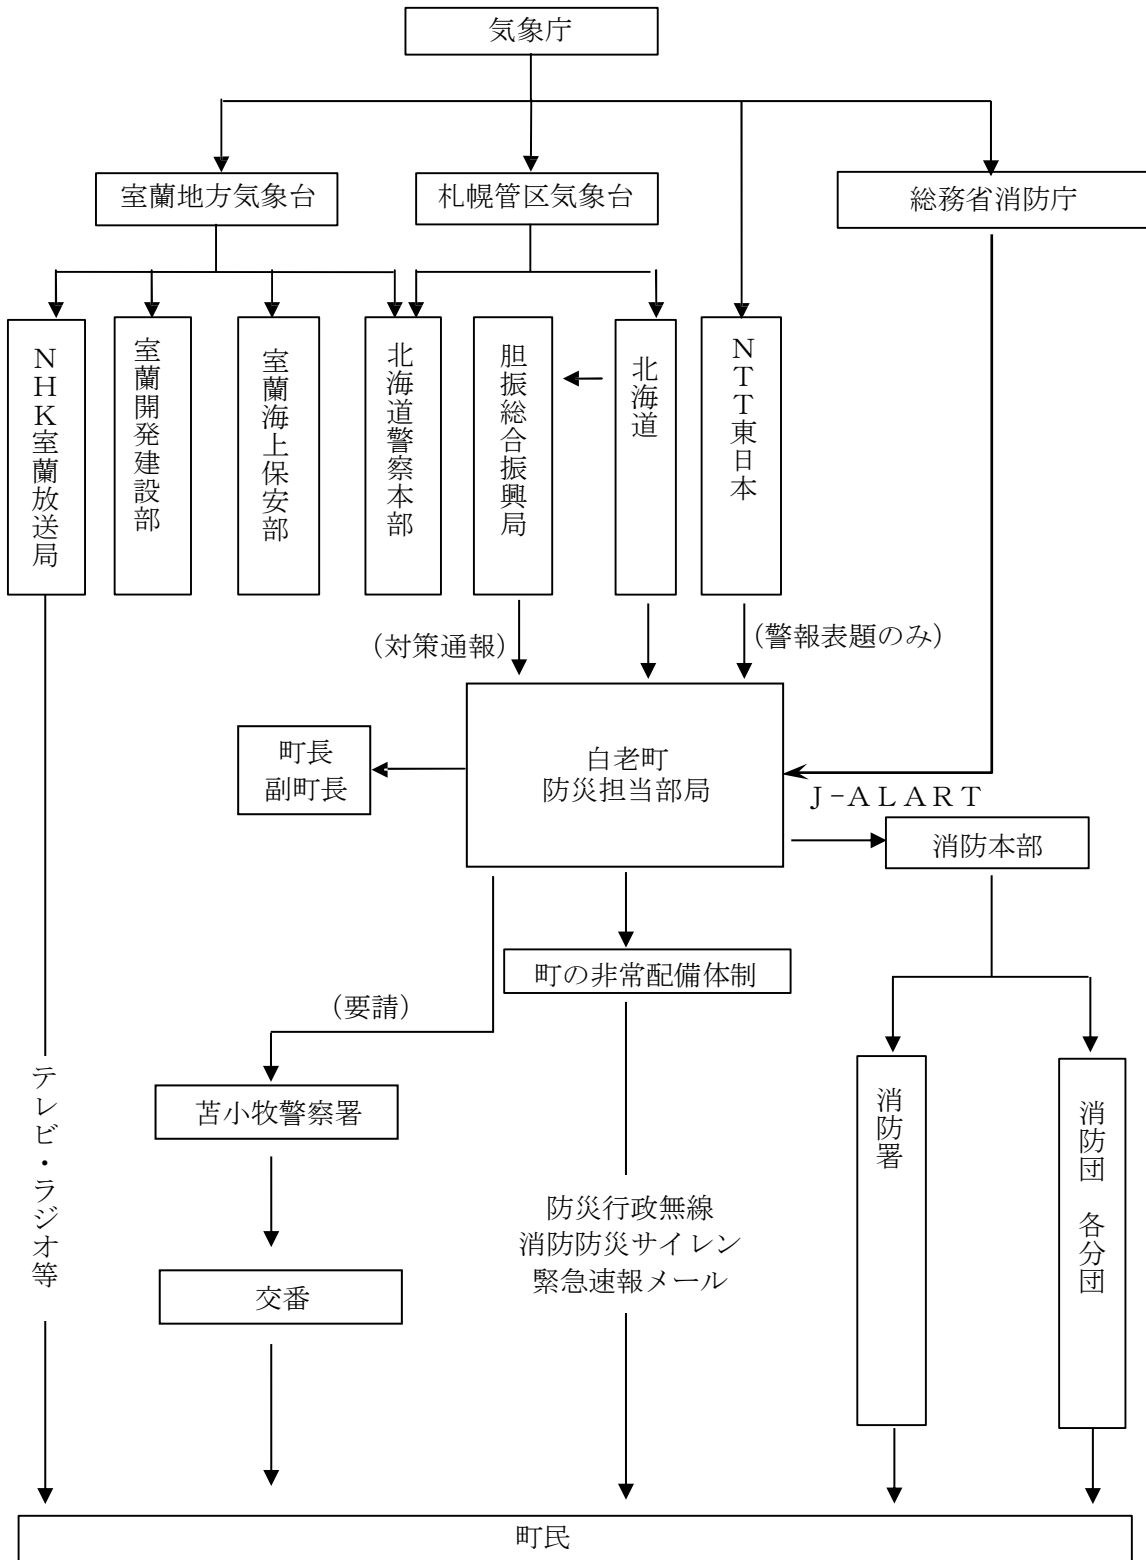 気象庁
室蘭地方気象台
札幌管区気象台
総務省消防庁
NHK室蘭放送局
室蘭開発建設部
室蘭海上保安部
北海道警察本部
胆振総合振興局
北海道
NTT東日本
(対策通報)
(警報表題のみ)
町長
副町長
白老町
防災担当部局
J-ALART
消防本部
町の非常配備体制
(要請)
苫小牧警察署
消防署
消防団 各分団
テレビ・ラジオ等
防災行政無線
消防防災サイレン
緊急速報メール
交番
町民